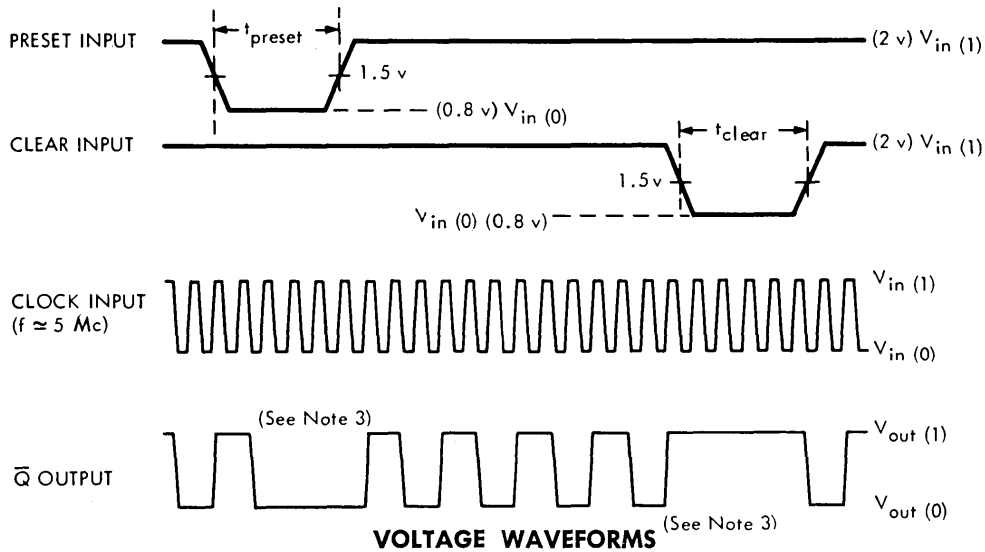 PRESET INPUT
t preset
(2 v) V in (1)
1.5 v
(0.8 v) V in (0)
CLEAR INPUT
t clear
(2 v) V in (1)
1.5 v
V in (0) (0.8 v)
CLOCK INPUT
(f ≃ 5 Mc)
V in (1)
V in (0)
(See Note 3)
V out (1)
Q̅ OUTPUT
V out (0)
(See Note 3)
VOLTAGE WAVEFORMS